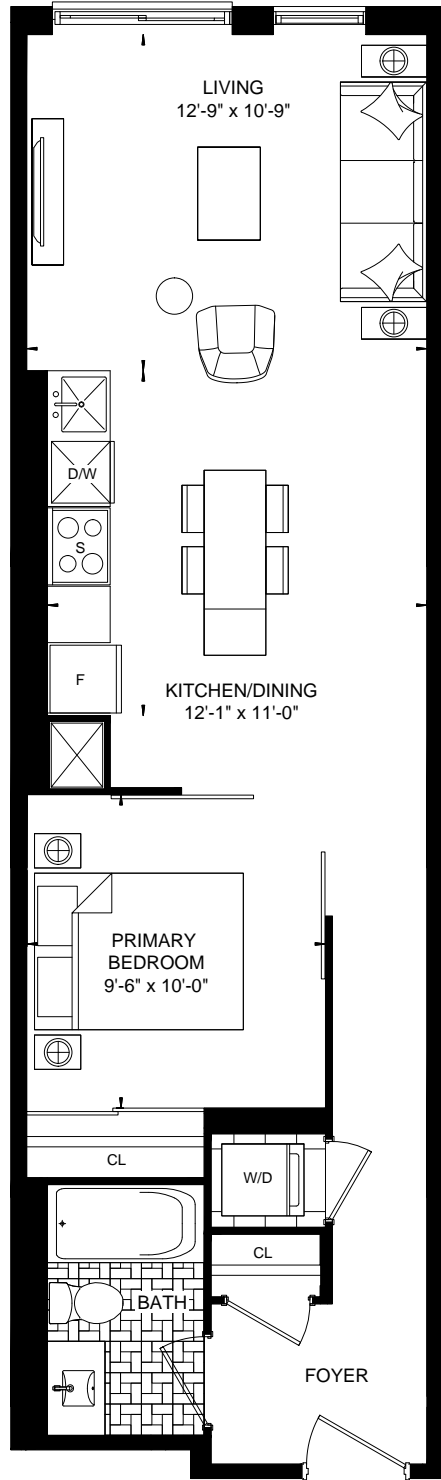 LIVING
12'-9" x 10'-9"
D/W
S
F
KITCHEN/DINING
12'-1" x 11'-0"
PRIMARY
BEDROOM
9'-6" x 10'-0"
CL
W/D
CL
BATH
FOYER